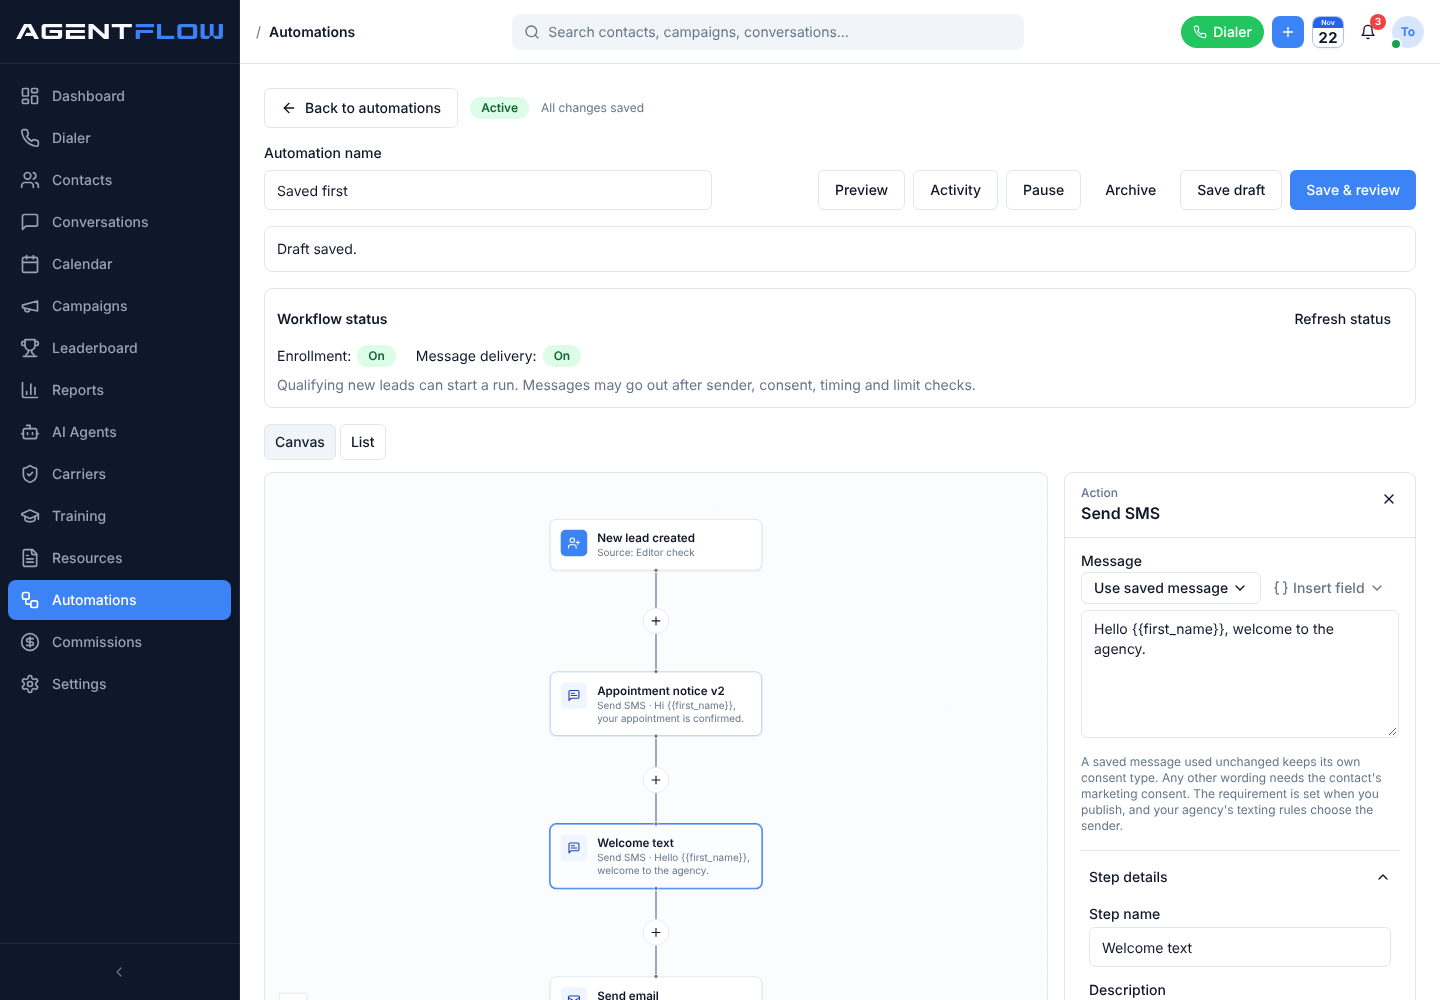 AGENTFLOW
/ Automations
Search contacts, campaigns, conversations...
Dialer
Nov
22
3
To
Dashboard
Dialer
Contacts
Conversations
Calendar
Campaigns
Leaderboard
Reports
AI Agents
Carriers
Training
Resources
Automations
Commissions
Settings
Back to automations
Active
All changes saved
Automation name
Saved first
Preview
Activity
Pause
Archive
Save draft
Save & review
Draft saved.
Workflow status
Refresh status
Enrollment: On Message delivery: On
Qualifying new leads can start a run. Messages may go out after sender, consent, timing and limit checks.
Canvas
List
New lead created
Source: Editor check
Appointment notice v2
Send SMS · Hi {{first_name}},
your appointment is confirmed.
Welcome text
Send SMS · Hello {{first_name}},
welcome to the agency.
Send email
Action
Send SMS
Message
Use saved message
{ } Insert field
Hello {{first_name}}, welcome to the
agency.
A saved message used unchanged keeps its own
consent type. Any other wording needs the contact's
marketing consent. The requirement is set when you
publish, and your agency's texting rules choose the
sender.
Step details
Step name
Welcome text
Description